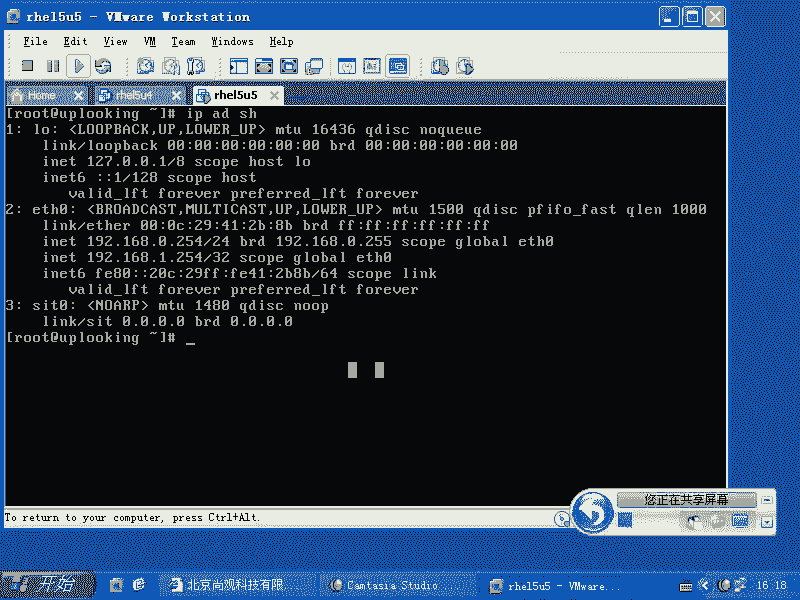 rhel5u5 - VMware Workstation
File Edit View VM Team Windows Help
Home rhel5u4 rhel5u5
[root@uplooking ~]# ip ad sh
1: lo: <LOOPBACK,UP,LOWER_UP> mtu 16436 qdisc noqueue
link/loopback 00:00:00:00:00:00 brd 00:00:00:00:00:00
inet 127.0.0.1/8 scope host lo
inet6 ::1/128 scope host
valid_lft forever preferred_lft forever
2: eth0: <BROADCAST,MULTICAST,UP,LOWER_UP> mtu 1500 qdisc pfifo_fast qlen 1000
link/ether 00:0c:29:41:2b:8b brd ff:ff:ff:ff:ff:ff
inet 192.168.0.254/24 brd 192.168.0.255 scope global eth0
inet 192.168.1.254/32 scope global eth0
inet6 fe80::20c:29ff:fe41:2b8b/64 scope link
valid_lft forever preferred_lft forever
3: sit0: <NOARP> mtu 1480 qdisc noop
link/sit 0.0.0.0 brd 0.0.0.0
[root@uplooking ~]# _
您正在共享屏幕
To return to your computer, press Ctrl+Alt.
开始 北京尚观科技有限... Camtasia Studio rhel5u5 - VMware... 16:18